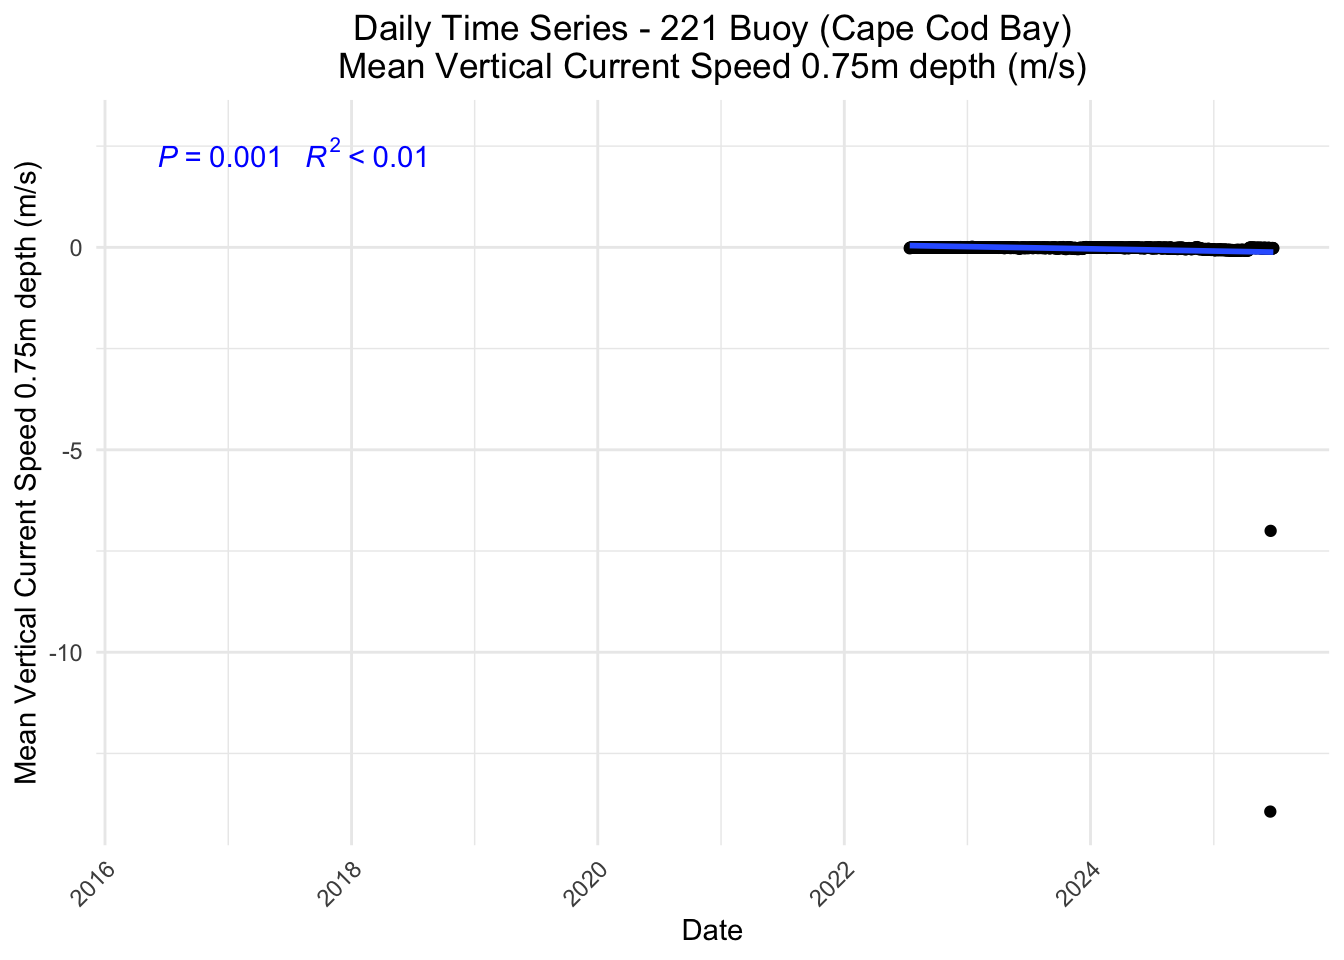 Daily Time Series - 221 Buoy (Cape Cod Bay)
Mean Vertical Current Speed 0.75m depth (m/s)
P = 0.001 R² < 0.01
Mean Vertical Current Speed 0.75m depth (m/s)
0
-5
-10
2016
2018
2020
2022
2024
Date